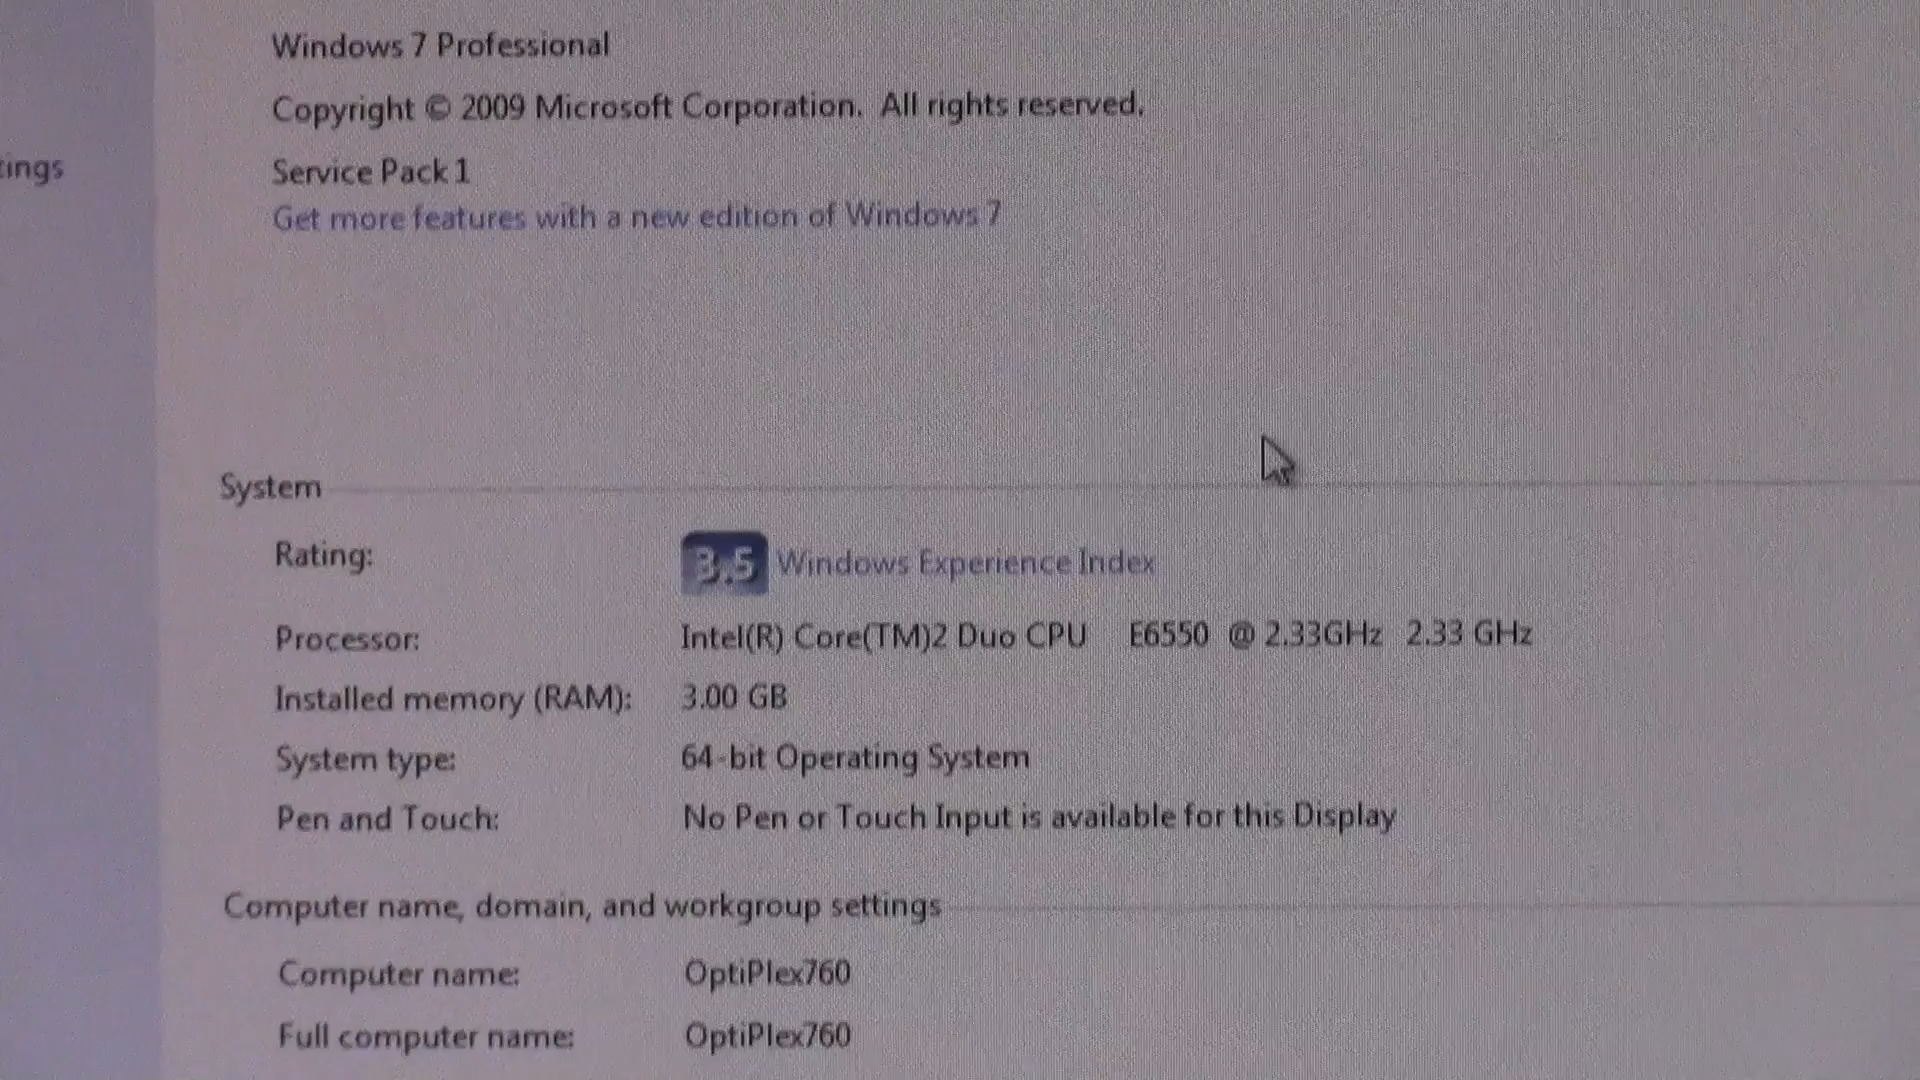 Windows 7 Professional
Copyright © 2009 Microsoft Corporation. All rights reserved.
tings
Service Pack 1
Get more features with a new edition of Windows 7
System
Rating: 3.5 Windows Experience Index
Processor: Intel(R) Core(TM)2 Duo CPU E6550 @ 2.33GHz 2.33 GHz
Installed memory (RAM): 3.00 GB
System type: 64-bit Operating System
Pen and Touch: No Pen or Touch Input is available for this Display
Computer name, domain, and workgroup settings
Computer name: OptiPlex760
Full computer name: OptiPlex760